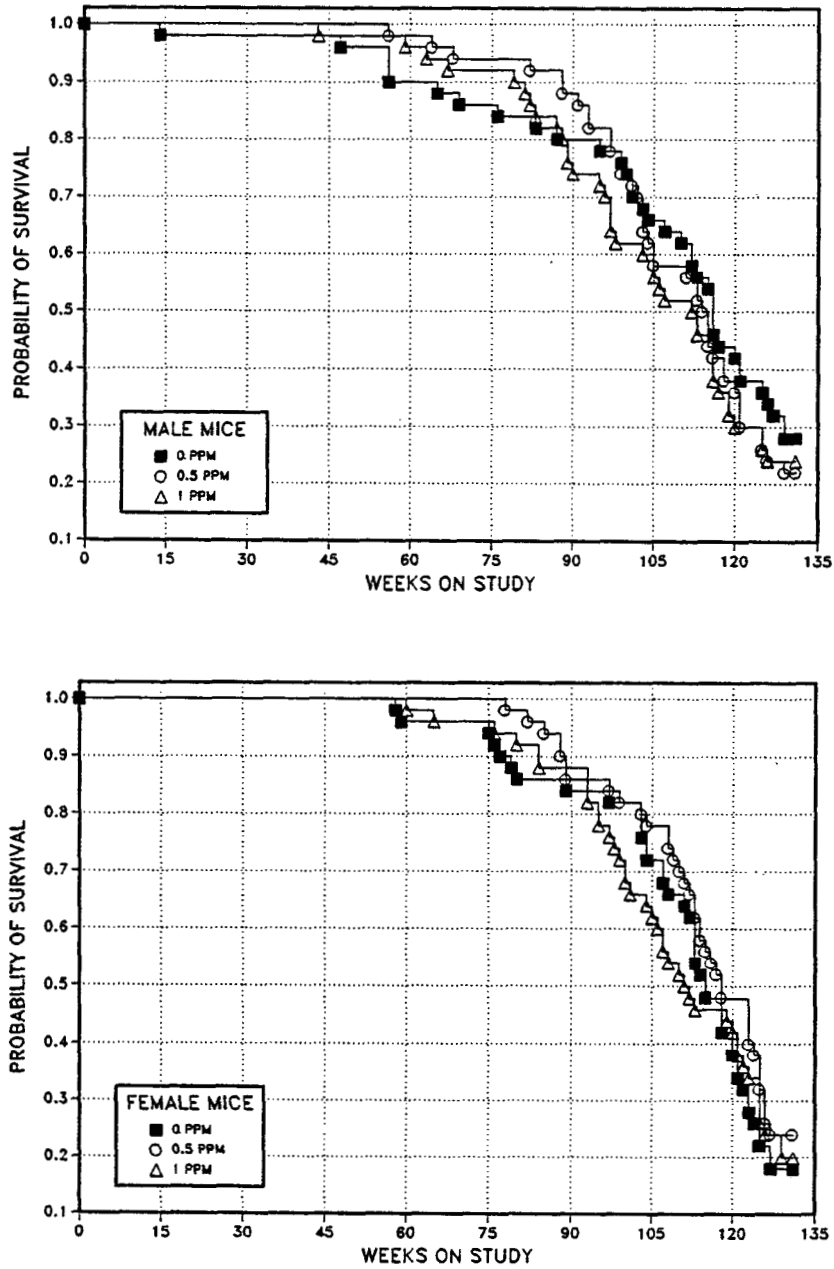 1.0
0.9
0.8
0.7
0.6
0.5
0.4
0.3
0.2
0.1
PROBABILITY OF SURVIVAL
MALE MICE
0 PPM
0.5 PPM
1 PPM
0 15 30 45 60 75 90 105 120 135
WEEKS ON STUDY
1.0
0.9
0.8
0.7
0.6
0.5
0.4
0.3
0.2
0.1
PROBABILITY OF SURVIVAL
FEMALE MICE
0 PPM
0.5 PPM
1 PPM
0 15 30 45 60 75 90 105 120 135
WEEKS ON STUDY